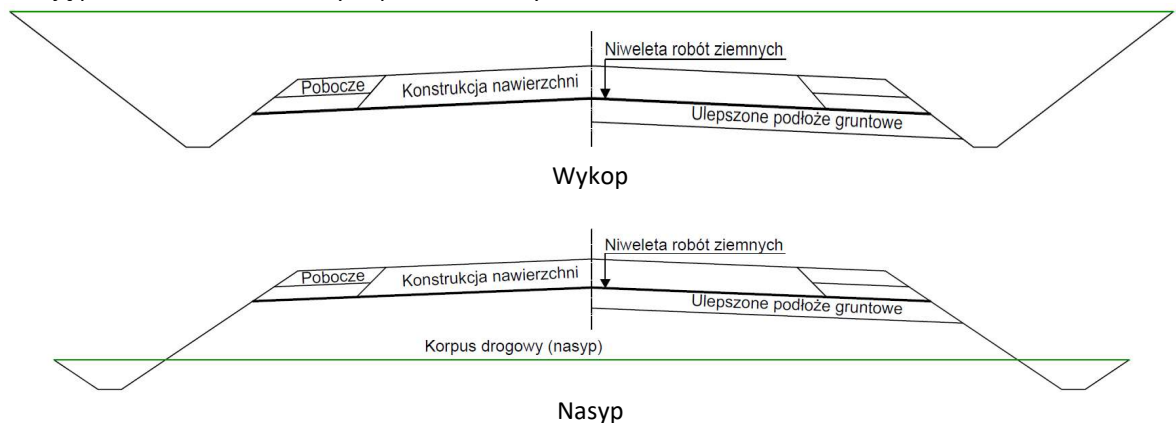 Niweleta robót ziemnych
Pobocze
Konstrukcja nawierzchni
Ulepszone podłoże gruntowe
Wykop
Niweleta robót ziemnych
Pobocze
Konstrukcja nawierzchni
Ulepszone podłoże gruntowe
Korpus drogowy (nasyp)
Nasyp